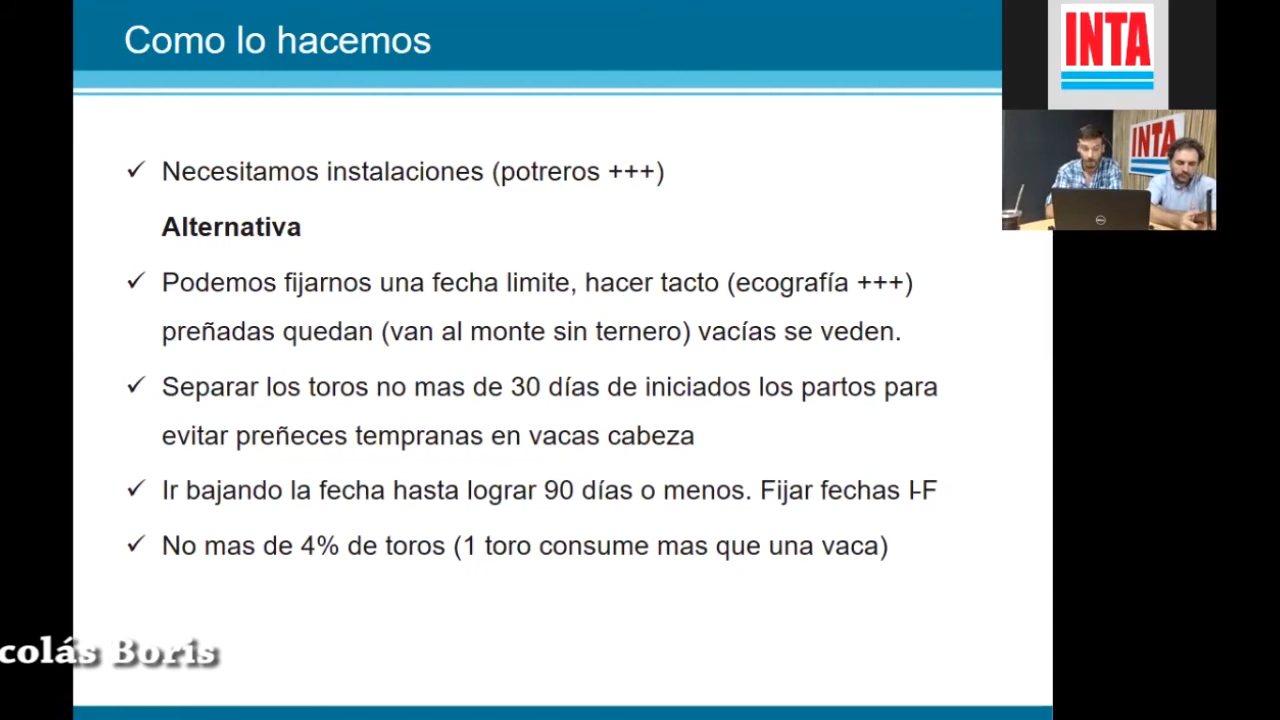 Como lo hacemos
INTA
INTA
Necesitamos instalaciones (potreros +++)
Alternativa
Podemos fijarnos una fecha limite, hacer tacto (ecografía +++)
preñadas quedan (van al monte sin ternero) vacías se veden.
Separar los toros no mas de 30 días de iniciados los partos para
evitar preñeces tempranas en vacas cabeza
Ir bajando la fecha hasta lograr 90 días o menos. Fijar fechas I-F
No mas de 4% de toros (1 toro consume mas que una vaca)
colás Boris